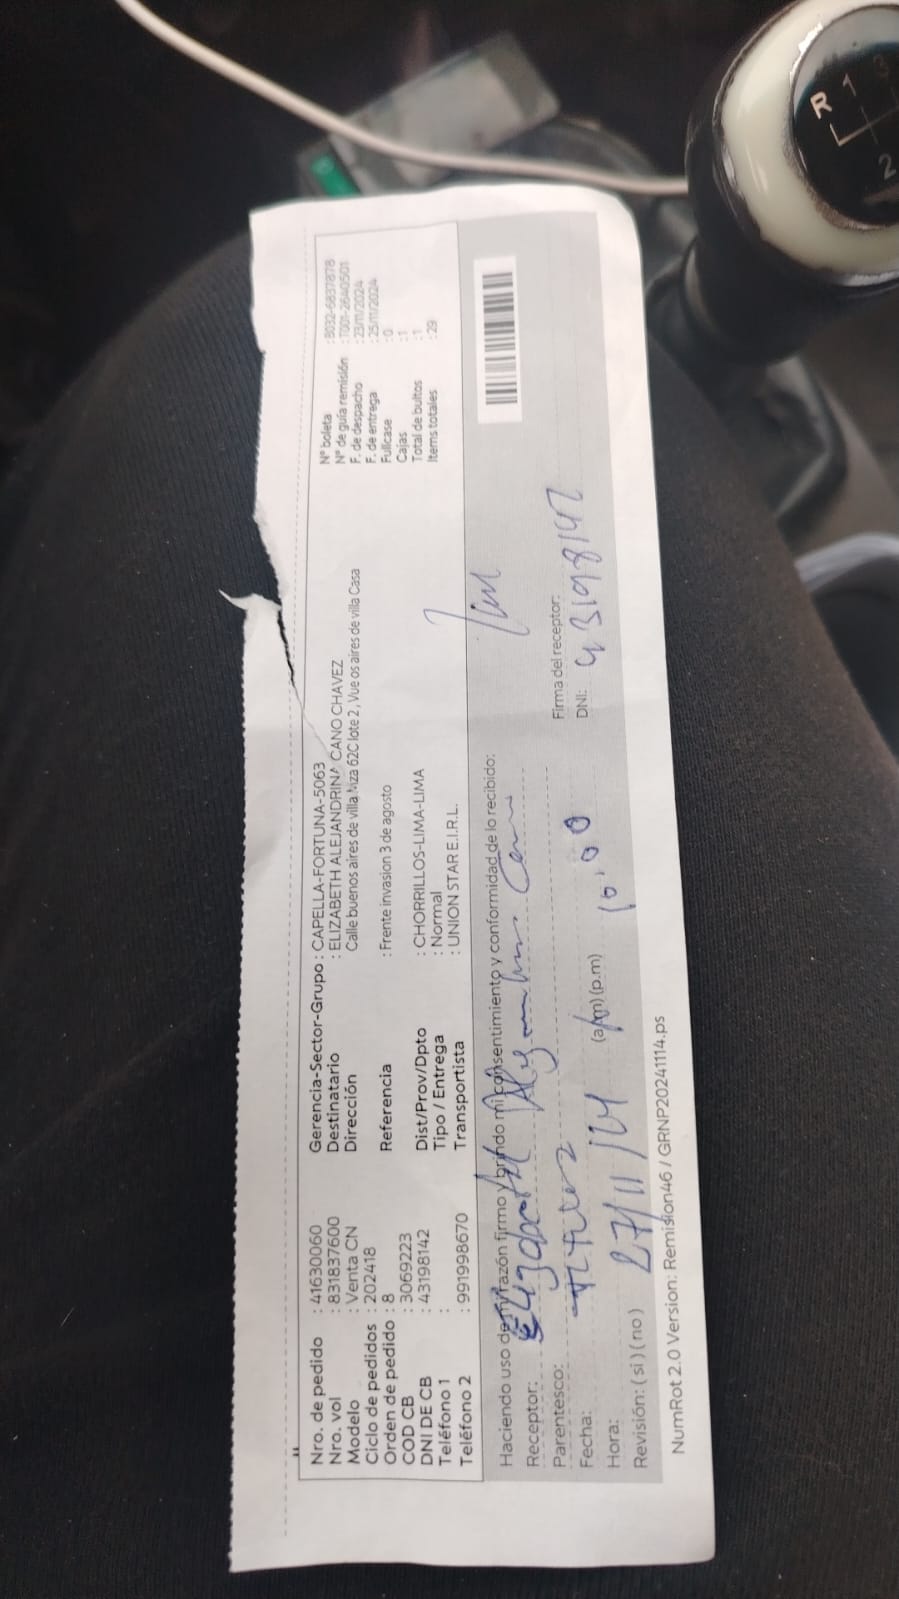 Nro. de pedido : 41630060
Nro. vol : 831837600
Modelo : Venta CN
Ciclo de pedidos : 202418
Orden de pedido : 8
COD CB : 3069223
DNI DE CB : 43198142
Teléfono 1 :
Teléfono 2 : 991998670
Gerencia-Sector-Grupo : CAPELLA-FORTUNA-5063
Destinatario : ELIZABETH ALEJANDRINA CANO CHAVEZ
Dirección Calle buenos aires de villa Mza 62C lote 2 , Vue os aires de villa Casa
Referencia : Frente invasion 3 de agosto
Dist/Prov/Dpto : CHORRILLOS-LIMA-LIMA
Tipo / Entrega : Normal
Transportista : UNION STAR E.I.R.L.
N° boleta : B032-6837878
N° de guía remisión : T001-2640501
F. de despacho : 23/11/2024
F. de entrega : 25/11/2024
Fullcase : 0
Cajas : 1
Total de bultos : 1
Items totales : 29
Haciendo uso de mi razón firmo y brindo mi consentimiento y conformidad de lo recibido:
Receptor:
Parentesco:
Fecha: 27/11/24
Hora: (a.m) (p.m) 10:00
Revisión: ( si ) ( no )
Firma del receptor:
DNI: 43198142
NumRot 2.0 Version: Remision46 / GRNP20241114.ps
R 1 3
2